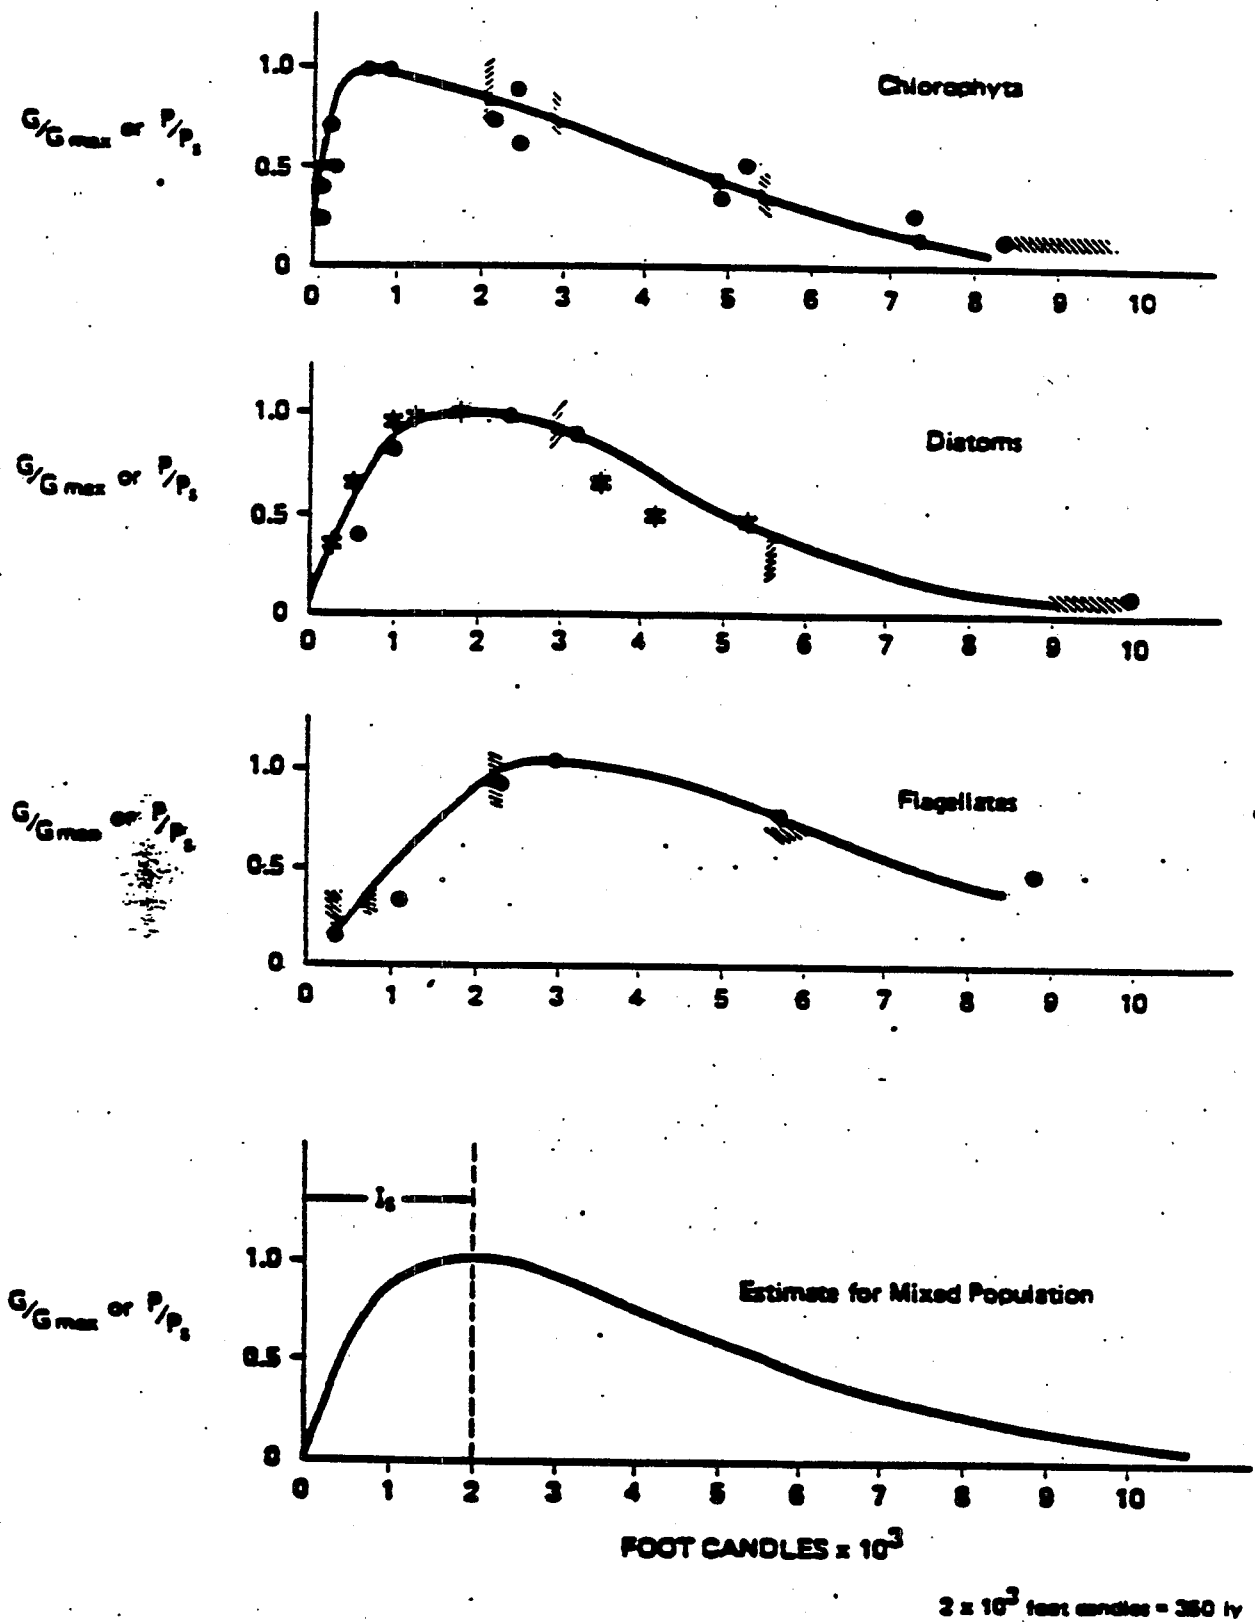 1.0
Chlorophyta
G/G max or P/Ps
0.5
0
0 1 2 3 4 5 6 7 8 9 10
1.0
Diatoms
G/G max or P/Ps
0.5
0
0 1 2 3 4 5 6 7 8 9 10
1.0
Flagellates
G/G max or P/Ps
0.5
0
0 1 2 3 4 5 6 7 8 9 10
Is
1.0
Estimate for Mixed Population
G/G max or P/Ps
0.5
0
0 1 2 3 4 5 6 7 8 9 10
FOOT CANDLES x 10³
2 x 10³ foot candles = 350 ly